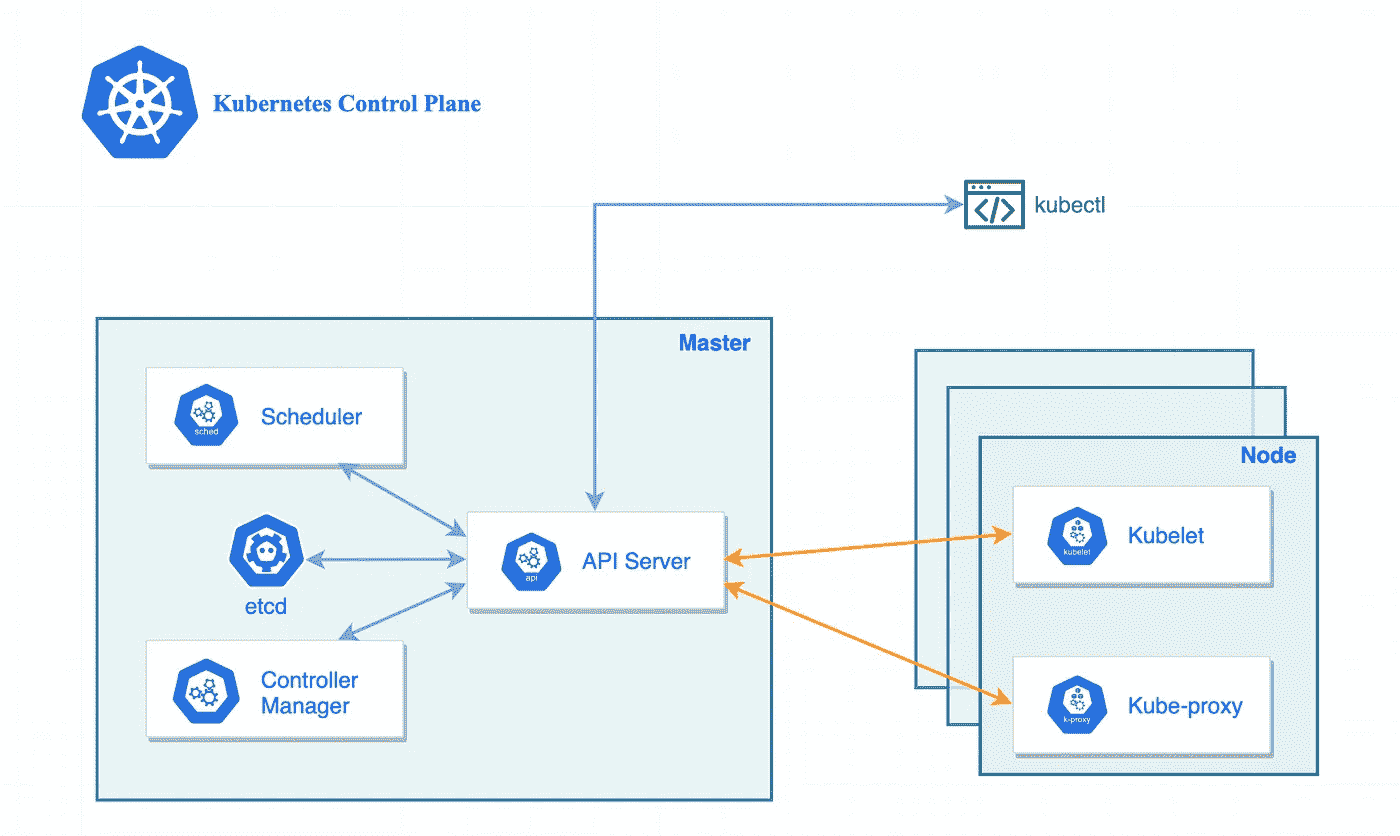 Kubernetes Control Plane
</>
kubectl
Master
sched
Scheduler
etcd
api
API Server
Controller
Manager
Node
kubelet
Kubelet
k-proxy
Kube-proxy